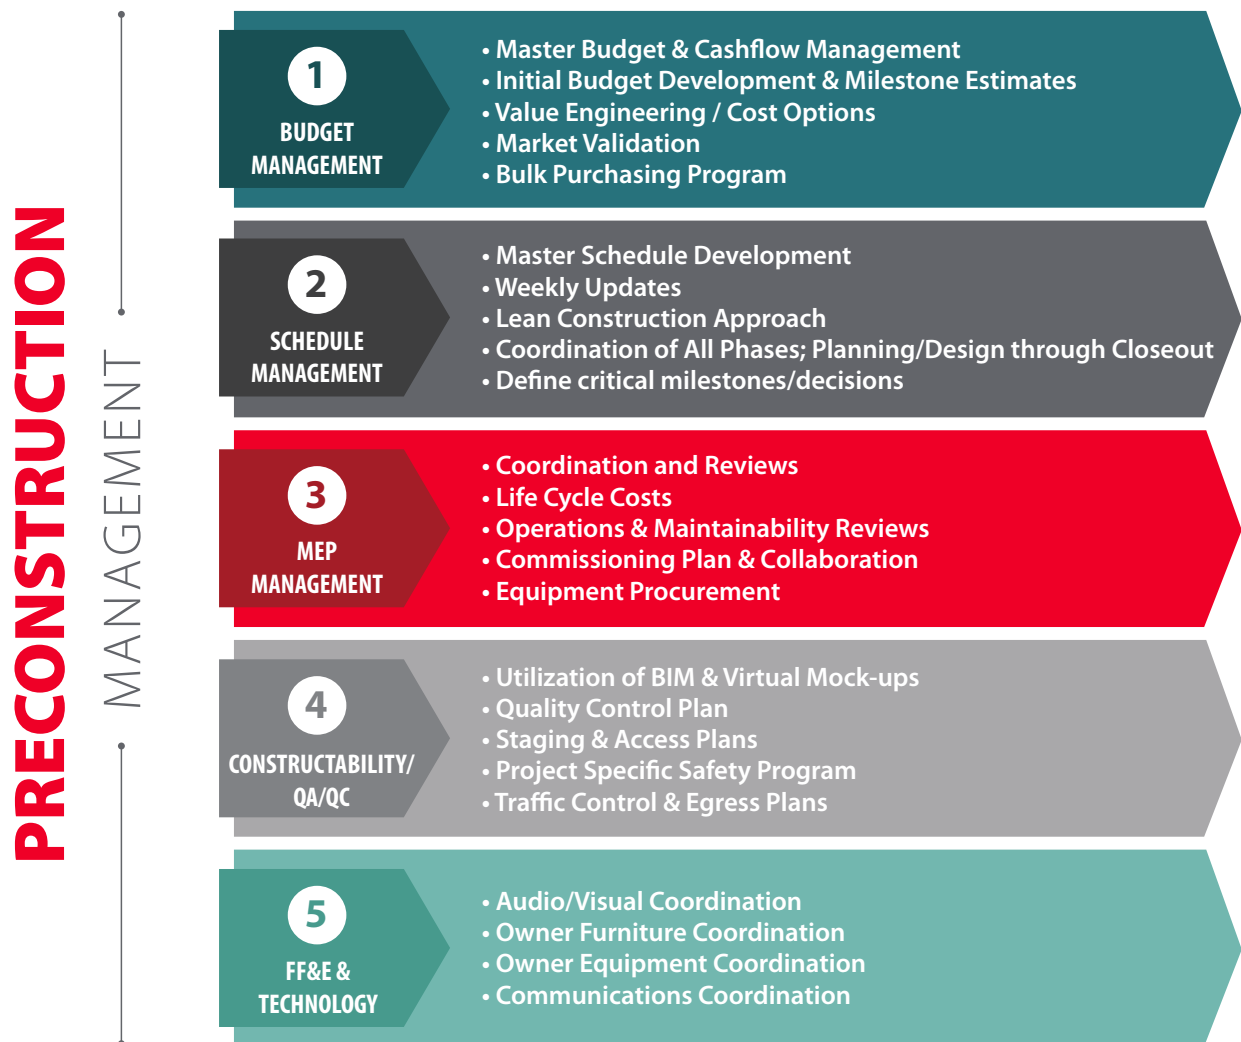 PRECONSTRUCTION
MANAGEMENT
1
BUDGET
MANAGEMENT
• Master Budget & Cashflow Management
• Initial Budget Development & Milestone Estimates
• Value Engineering / Cost Options
• Market Validation
• Bulk Purchasing Program
2
SCHEDULE
MANAGEMENT
• Master Schedule Development
• Weekly Updates
• Lean Construction Approach
• Coordination of All Phases; Planning/Design through Closeout
• Define critical milestones/decisions
3
MEP
MANAGEMENT
• Coordination and Reviews
• Life Cycle Costs
• Operations & Maintainability Reviews
• Commissioning Plan & Collaboration
• Equipment Procurement
4
CONSTRUCTABILITY/
QA/QC
• Utilization of BIM & Virtual Mock-ups
• Quality Control Plan
• Staging & Access Plans
• Project Specific Safety Program
• Traffic Control & Egress Plans
5
FF&E &
TECHNOLOGY
• Audio/Visual Coordination
• Owner Furniture Coordination
• Owner Equipment Coordination
• Communications Coordination